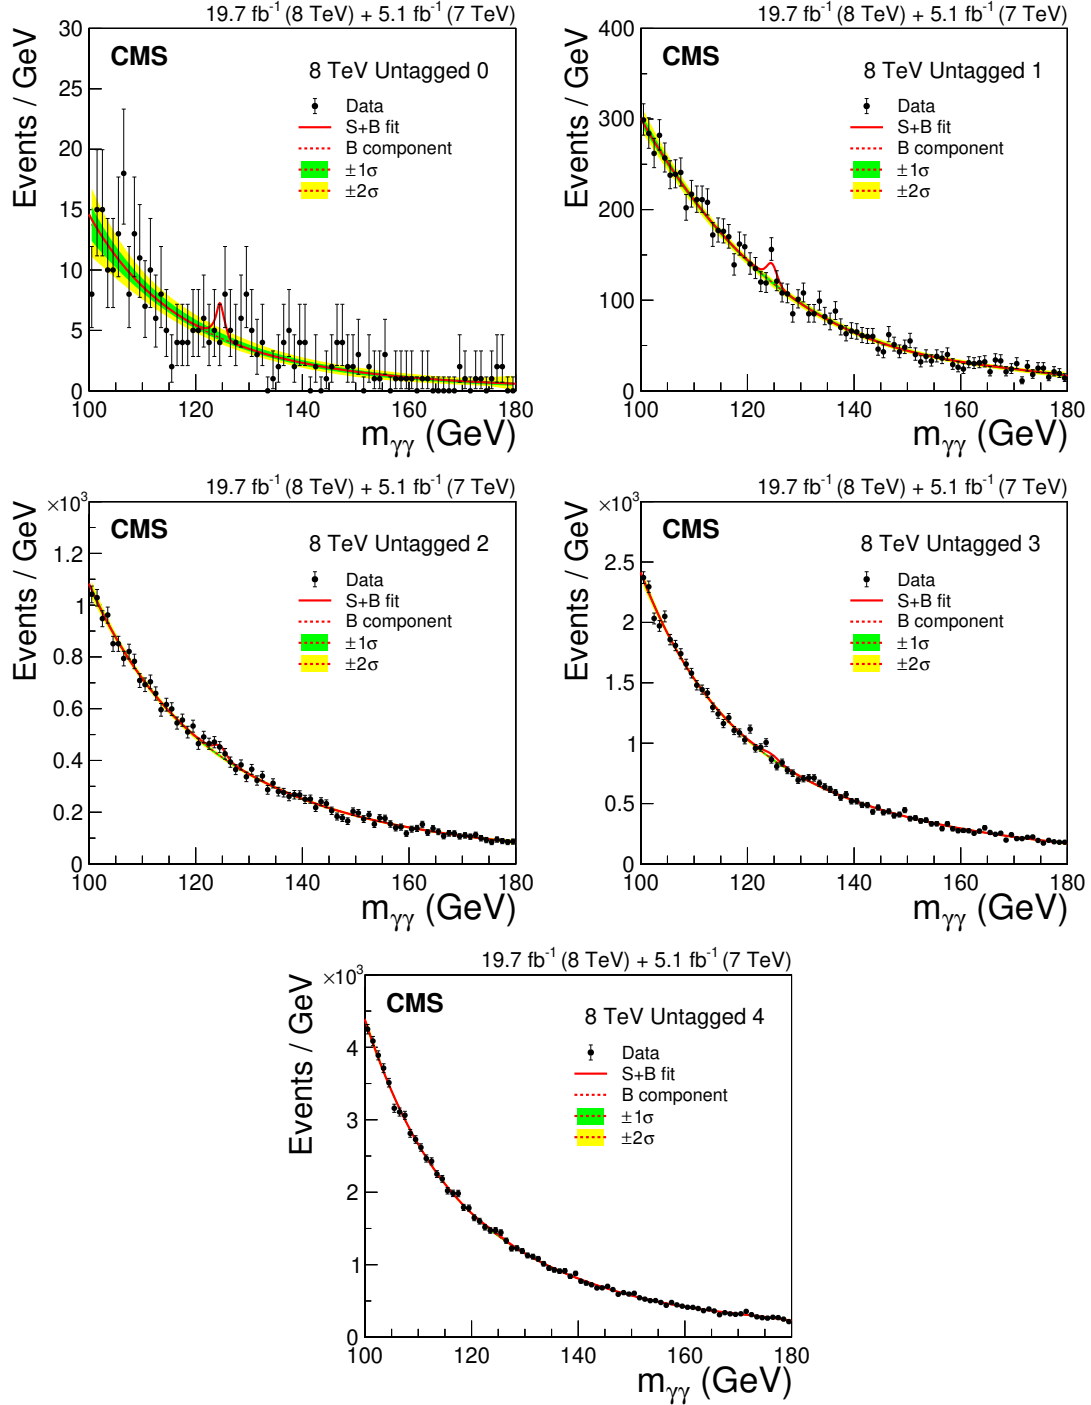 19.7 fb⁻¹ (8 TeV) + 5.1 fb⁻¹ (7 TeV)
CMS
8 TeV Untagged 0
Data
S+B fit
B component
±1σ
±2σ
Events / GeV
30
25
20
15
10
5
0
100 120 140 160 180
mγγ (GeV)
19.7 fb⁻¹ (8 TeV) + 5.1 fb⁻¹ (7 TeV)
CMS
8 TeV Untagged 1
Data
S+B fit
B component
±1σ
±2σ
Events / GeV
400
300
200
100
0
100 120 140 160 180
mγγ (GeV)
19.7 fb⁻¹ (8 TeV) + 5.1 fb⁻¹ (7 TeV)
×10³
CMS
8 TeV Untagged 2
Data
S+B fit
B component
±1σ
±2σ
Events / GeV
1.2
1
0.8
0.6
0.4
0.2
0
100 120 140 160 180
mγγ (GeV)
19.7 fb⁻¹ (8 TeV) + 5.1 fb⁻¹ (7 TeV)
×10³
CMS
8 TeV Untagged 3
Data
S+B fit
B component
±1σ
±2σ
Events / GeV
2.5
2
1.5
1
0.5
0
100 120 140 160 180
mγγ (GeV)
19.7 fb⁻¹ (8 TeV) + 5.1 fb⁻¹ (7 TeV)
×10³
CMS
8 TeV Untagged 4
Data
S+B fit
B component
±1σ
±2σ
Events / GeV
4
3
2
1
0
100 120 140 160 180
mγγ (GeV)